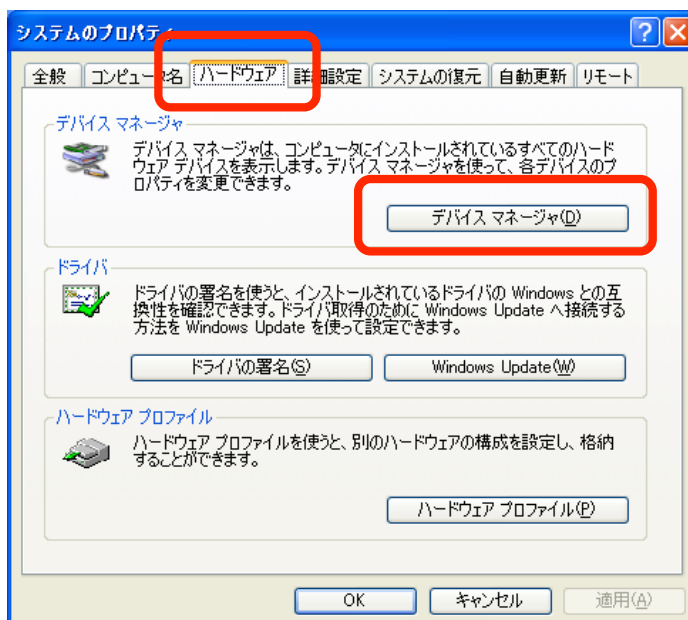 システムのプロパティ
全般 コンピュータ名 ハードウェア 詳細設定 システムの復元 自動更新 リモート
デバイス マネージャ
デバイス マネージャは、コンピュータにインストールされているすべてのハード
ウェア デバイスを表示します。デバイス マネージャを使って、各デバイスのプ
ロパティを変更できます。
デバイス マネージャ(D)
ドライバ
ドライバの署名を使うと、インストールされているドライバの Windows との互
換性を確認できます。ドライバ取得のために Windows Update へ接続する
方法を Windows Update を使って設定できます。
ドライバの署名(S) Windows Update(W)
ハードウェア プロファイル
ハードウェア プロファイルを使うと、別のハードウェアの構成を設定し、格納
することができます。
ハードウェア プロファイル(P)
OK キャンセル 適用(A)